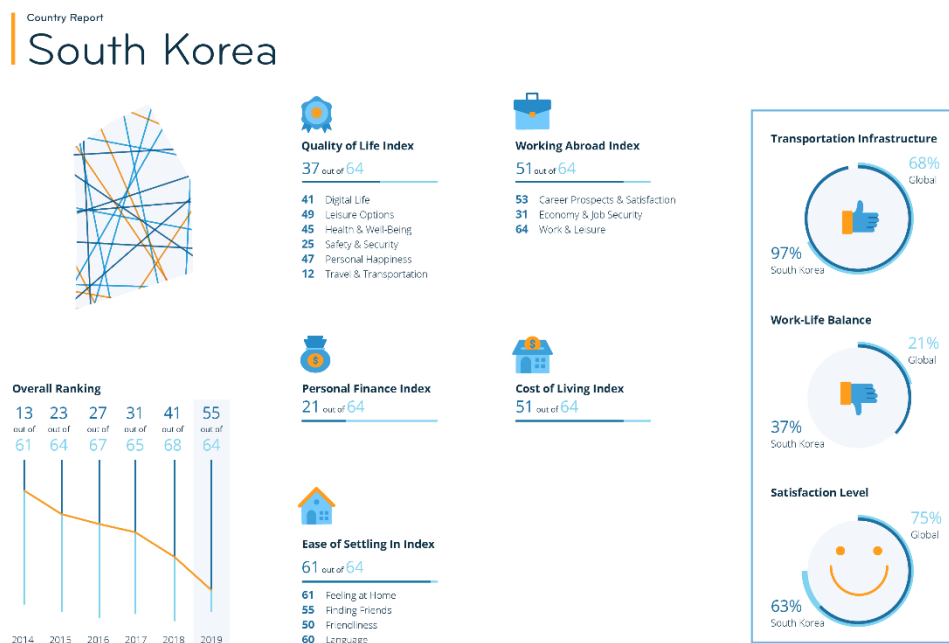 Country Report
South Korea
Quality of Life Index
37 out of 64
41 Digital Life
49 Leisure Options
45 Health & Well-Being
25 Safety & Security
47 Personal Happiness
12 Travel & Transportation
Working Abroad Index
51 out of 64
53 Career Prospects & Satisfaction
31 Economy & Job Security
64 Work & Leisure
Personal Finance Index
21 out of 64
Cost of Living Index
51 out of 64
Ease of Settling In Index
61 out of 64
61 Feeling at Home
55 Finding Friends
50 Friendliness
60 Language
Overall Ranking
13 23 27 31 41 55
out of out of out of out of out of out of
61 64 67 65 68 64
2014 2015 2016 2017 2018 2019
Transportation Infrastructure
68%
Global
97%
South Korea
Work-Life Balance
21%
Global
37%
South Korea
Satisfaction Level
75%
Global
63%
South Korea